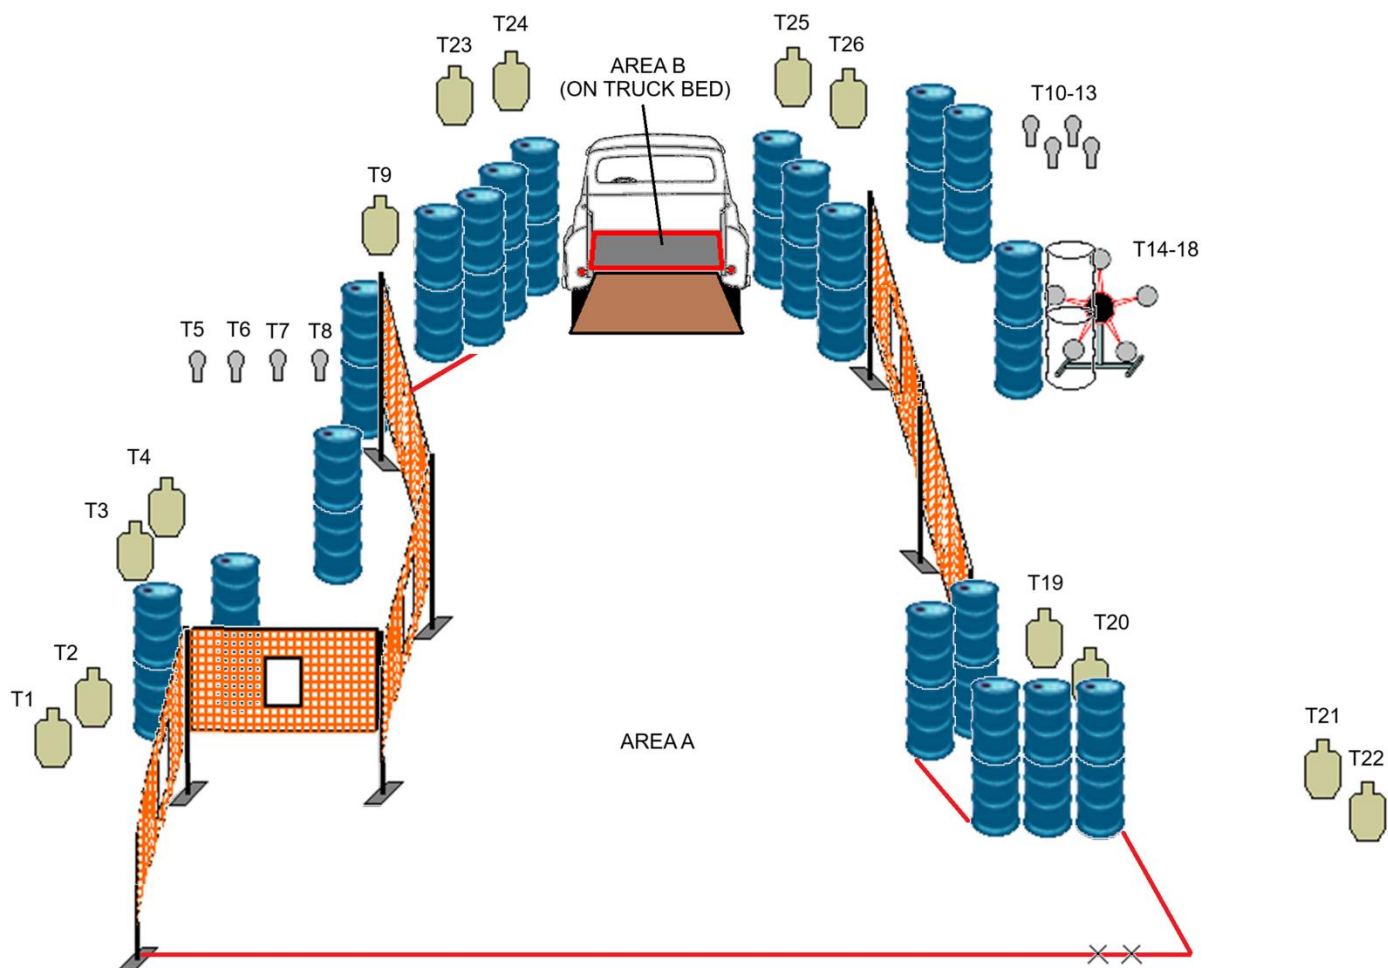 T23
T24
T25
T26
AREA B
(ON TRUCK BED)
T10-13
T9
T14-18
T5
T6
T7
T8
T4
T3
T2
T1
T19
T20
AREA A
T21
T22